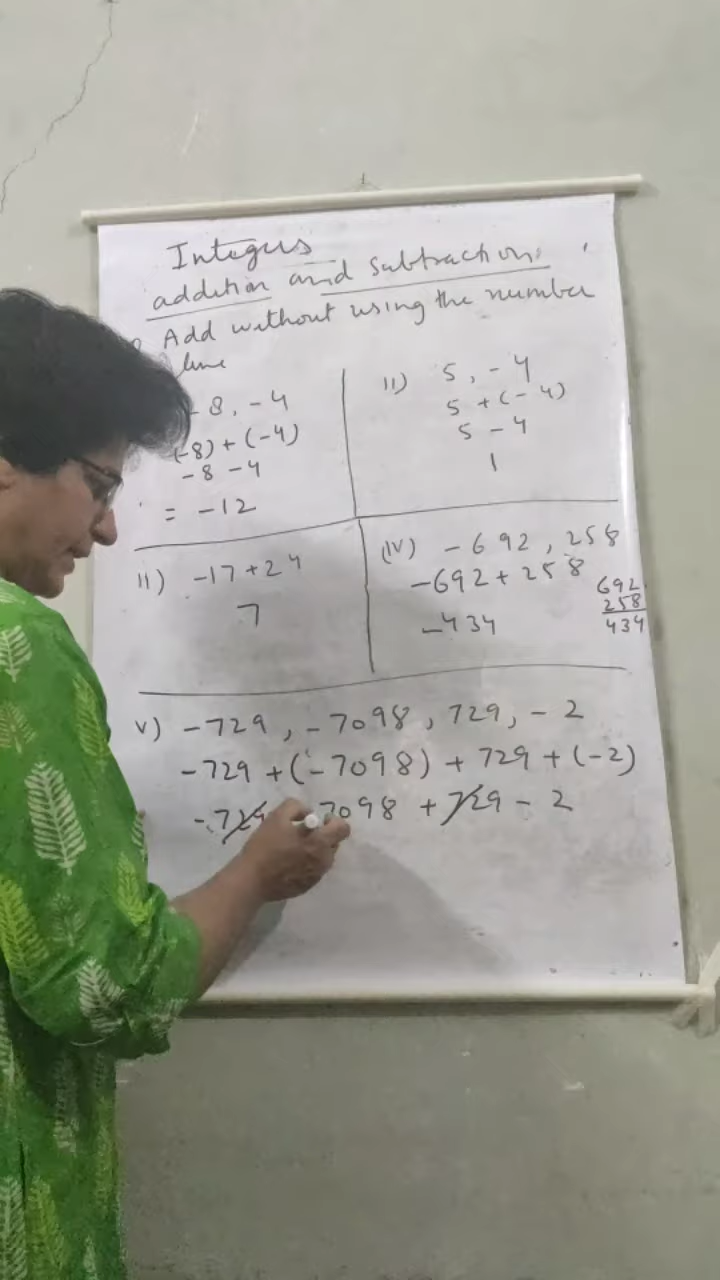 Integers
addition and subtraction
Add without using the number
line
-8, -4
(-8) + (-4)
-8 -4
= -12
II) 5, -4
5 + (-4)
5 - 4
1
II) -17+24
7
(IV) -692, 258
-692 + 258
-434
692
258
434
V) -729, -7098, 729, -2
-729 + (-7098) + 729 + (-2)
-729 7098 + 729 - 2